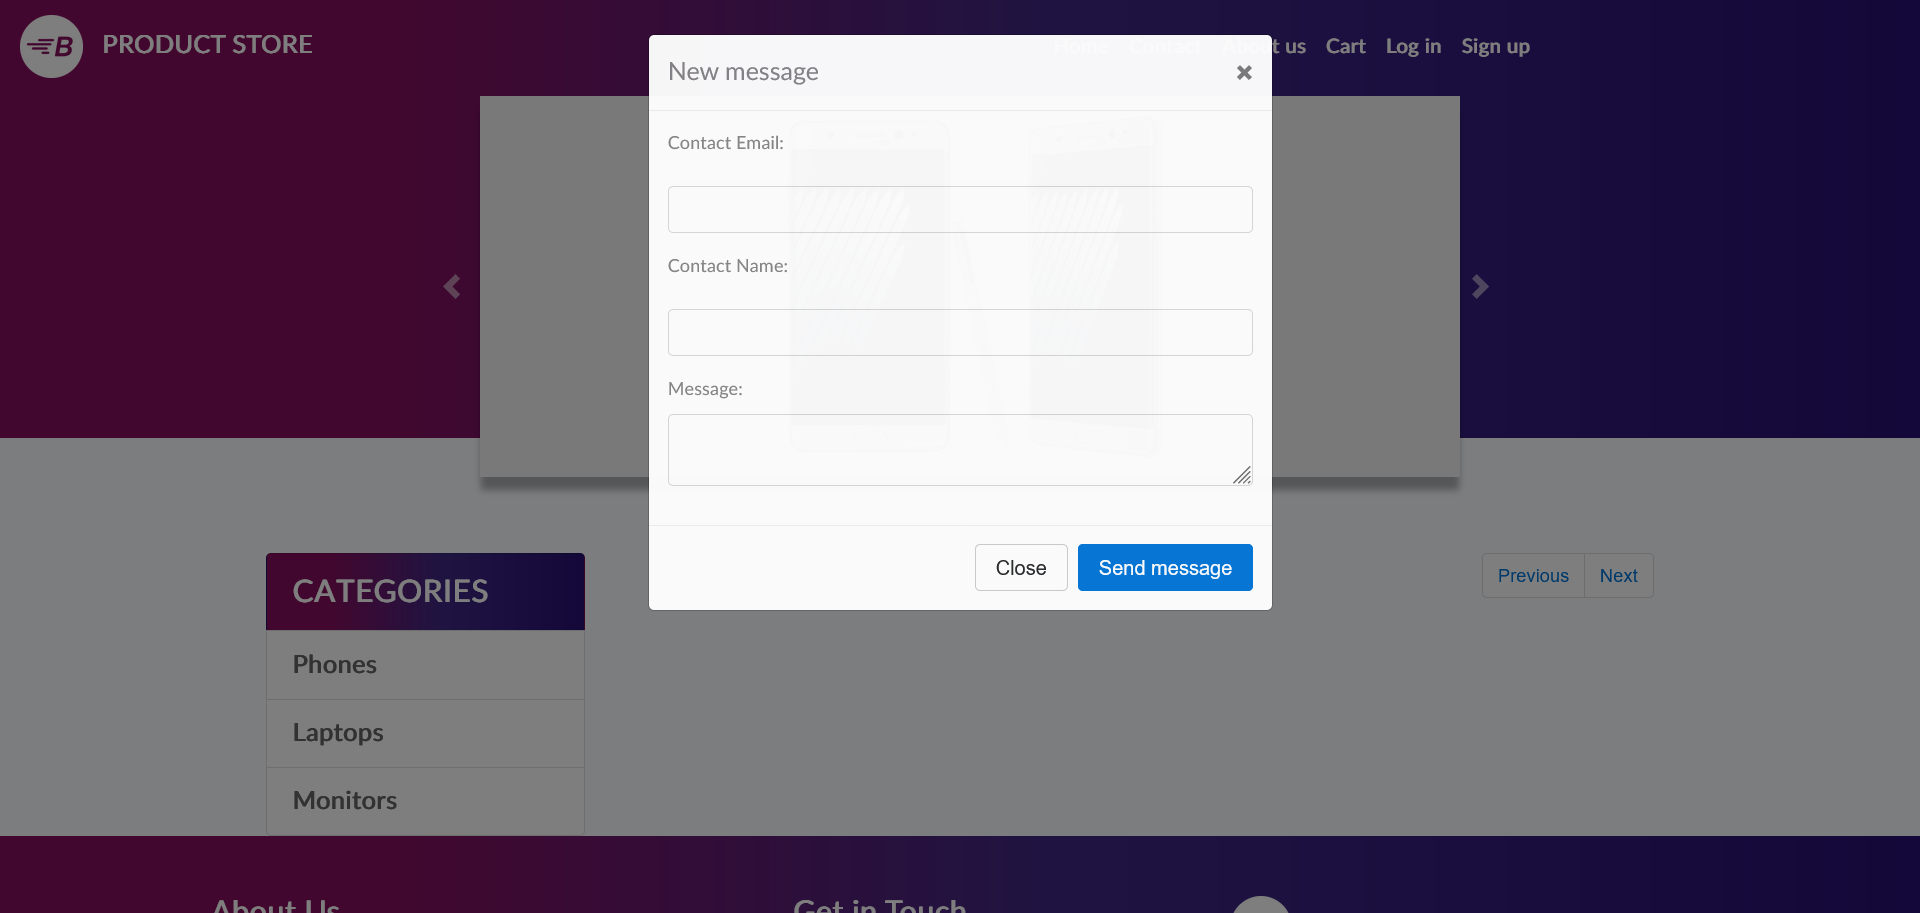 B PRODUCT STORE
Home Contact About us Cart Log in Sign up
New message
Contact Email:
Contact Name:
Message:
Close Send message
CATEGORIES
Phones
Laptops
Monitors
Previous Next
About Us
Get in Touch